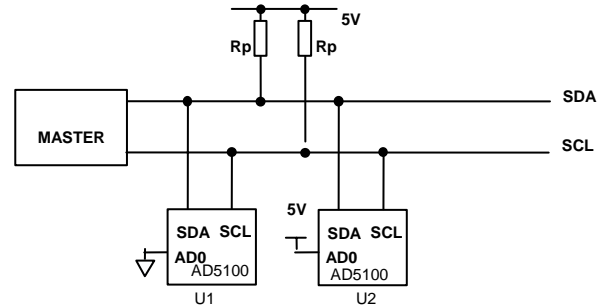 5V
Rp Rp
SDA
MASTER
SCL
5V
SDA SCL
AD0
AD5100
U1
SDA SCL
AD0
AD5100
U2